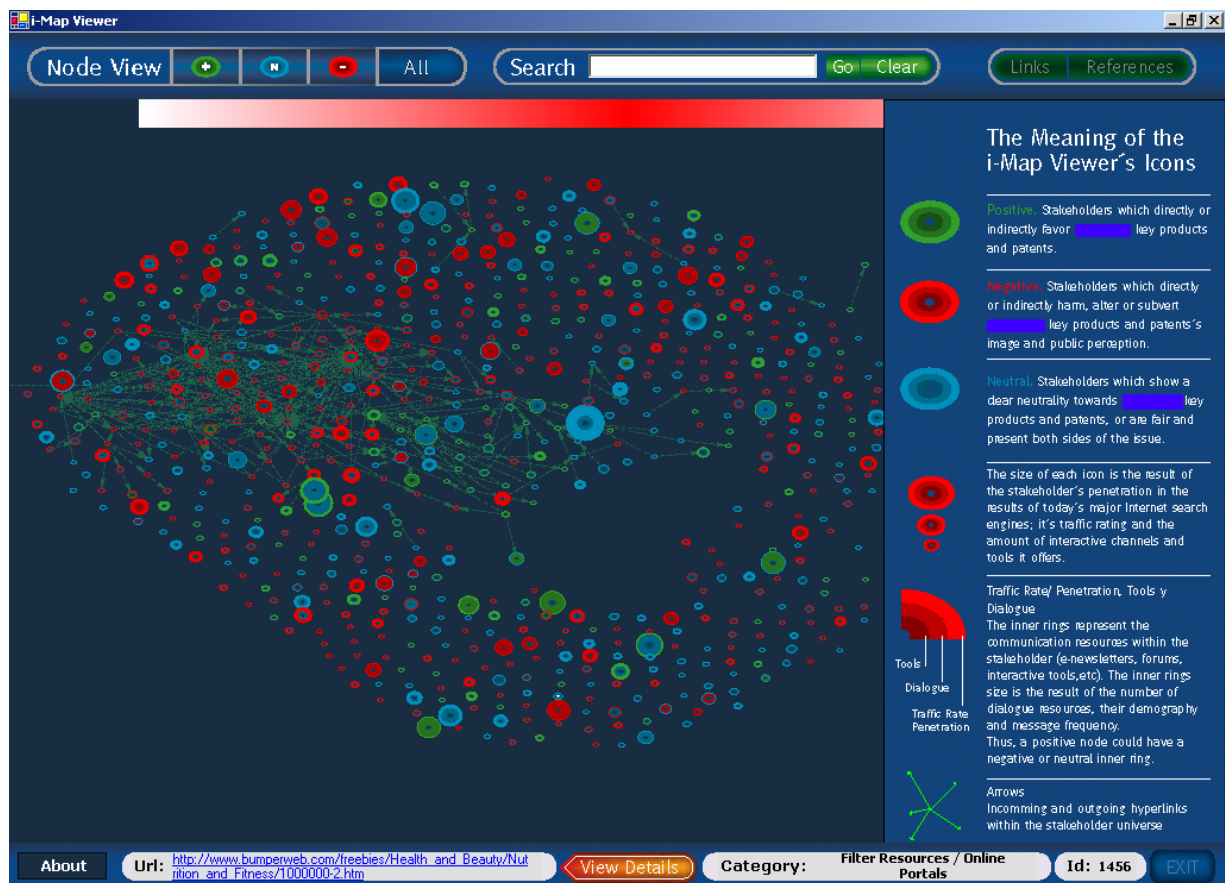 i-Map Viewer
Node View + N - All Search Go Clear Links References
The Meaning of the
i-Map Viewer´s Icons
Positive. Stakeholders which directly or
indirectly favor key products
and patents.
Negative. Stakeholders which directly
or indirectly harm, alter or subvert
key products and patents´s
image and public perception.
Neutral. Stakeholders which show a
clear neutrality towards key
products and patents, or are fair and
present both sides of the issue.
The size of each icon is the result of
the stakeholder´s penetration in the
results of today´s major Internet search
engines; it´s traffic rating and the
amount of interactive channels and
tools it offers.
Traffic Rate/ Penetration, Tools y
Dialogue
The inner rings represent the
communication resources within the
stakeholder (e-newsletters, forums,
interactive tools,etc). The inner rings
size is the result of the number of
dialogue resources, their demography
and message frequency.
Thus, a positive node could have a
negative or neutral inner ring.
Tools
Dialogue
Traffic Rate
Penetration
Arrows
Incomming and outgoing hyperlinks
within the stakeholder universe
About Url: http://www.bumperweb.com/freebies/Health_and_Beauty/Nut
rition_and_Fitness/1000000-2.htm
View Details Category: Filter Resources / Online
Portals
Id: 1456 EXIT